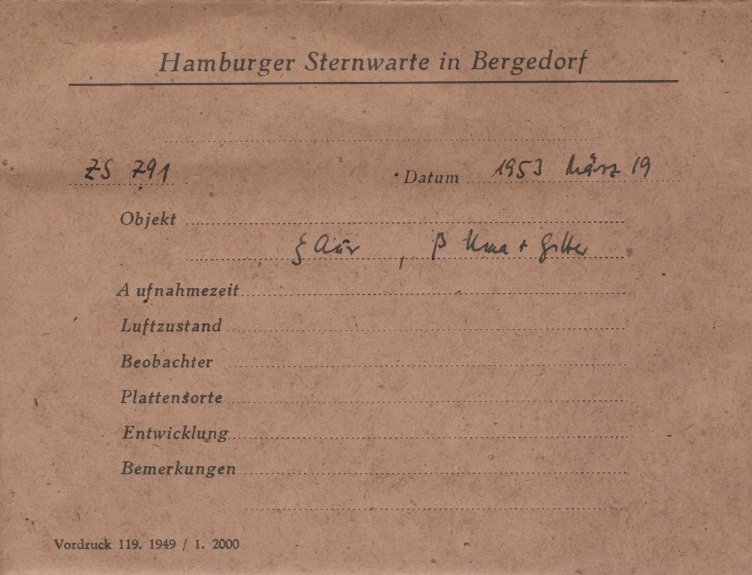 Hamburger Sternwarte in Bergedorf
ZS 791 Datum 1953 März 19
Objekt
ξ Aur , β Uma + Gitter
Aufnahmezeit
Luftzustand
Beobachter
Plattensorte
Entwicklung
Bemerkungen
Vordruck 119. 1949 / 1. 2000